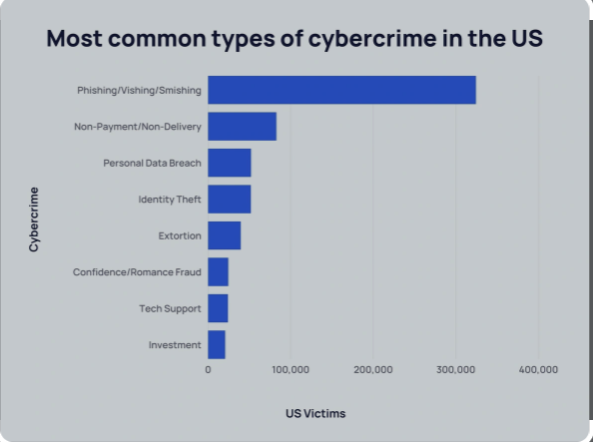 Most common types of cybercrime in the US
Phishing/Vishing/Smishing
Non-Payment/Non-Delivery
Personal Data Breach
Identity Theft
Extortion
Confidence/Romance Fraud
Tech Support
Investment
Cybercrime
0 100,000 200,000 300,000 400,000
US Victims